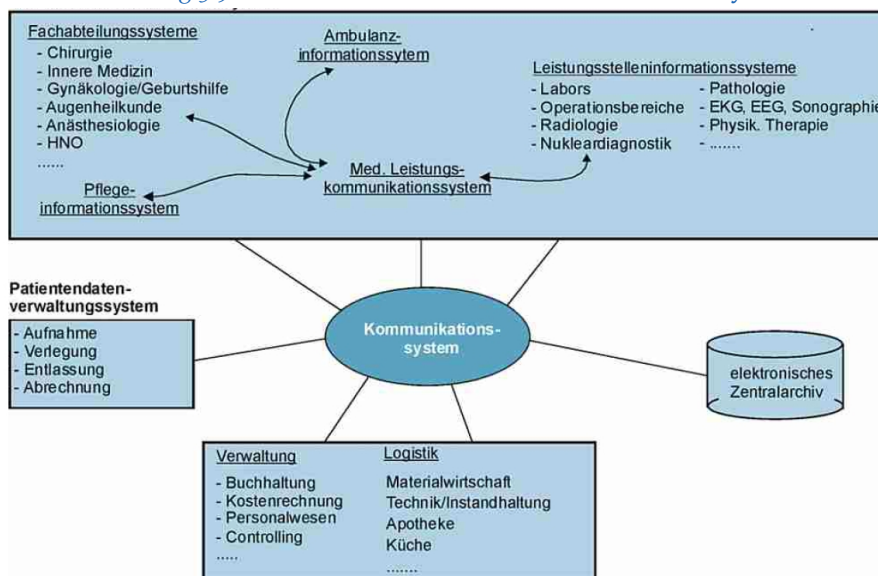 Fachabteilungssysteme
- Chirurgie
- Innere Medizin
- Gynäkologie/Geburtshilfe
- Augenheilkunde
- Anästhesiologie
- HNO
......
Pflege-
informationssystem
Ambulanz-
informationssytem
Med. Leistungs-
kommunikationssystem
Leistungsstelleninformationssysteme
- Labors
- Operationsbereiche
- Radiologie
- Nukleardiagnostik
- Pathologie
- EKG, EEG, Sonographie
- Physik. Therapie
- .......
Patientendaten-
verwaltungssystem
- Aufnahme
- Verlegung
- Entlassung
- Abrechnung
Kommunikations-
system
elektronisches
Zentralarchiv
Verwaltung
- Buchhaltung
- Kostenrechnung
- Personalwesen
- Controlling
.....
Logistik
Materialwirtschaft
Technik/Instandhaltung
Apotheke
Küche
.......